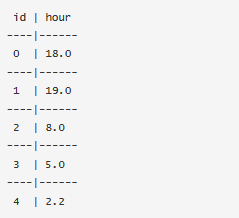 id | hour
----|------
0 | 18.0
----|------
1 | 19.0
----|------
2 | 8.0
----|------
3 | 5.0
----|------
4 | 2.2